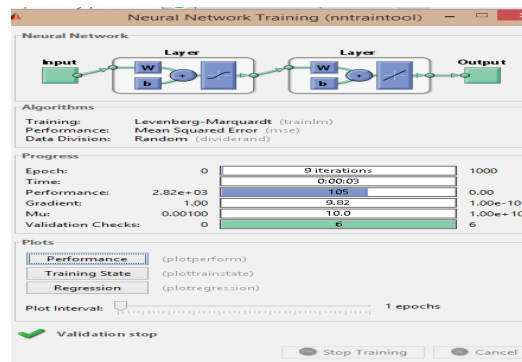 Neural Network Training (nntraintool)
Neural Network
Layer Layer
Input Output
W W
b b
Algorithms
Training: Levenberg-Marquardt (trainlm)
Performance: Mean Squared Error (mse)
Data Division: Random (dividerand)
Progress
Epoch: 0 9 iterations 1000
Time: 0:00:03
Performance: 2.82e+03 105 0.00
Gradient: 1.00 9.82 1.00e-10
Mu: 0.00100 10.0 1.00e+10
Validation Checks: 0 6 6
Plots
Performance (plotperform)
Training State (plottrainstate)
Regression (plotregression)
Plot Interval: 1 epochs
Validation stop
Stop Training Cancel